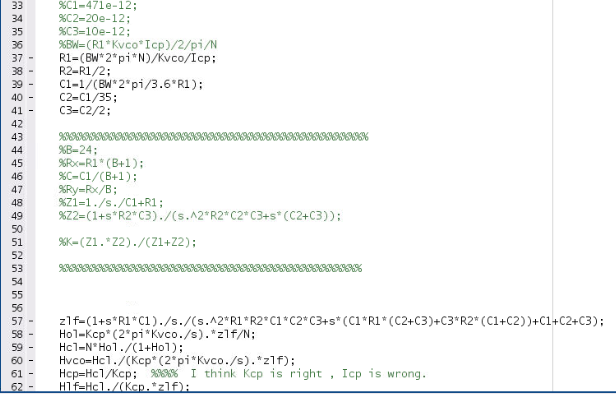 33 %C1=471e-12;
34 %C2=20e-12;
35 %C3=10e-12;
36 %BW=(R1*Kvco*Icp)/2/pi/N
37 - R1=(BW*2*pi*N)/Kvco/Icp;
38 - R2=R1/2;
39 - C1=1/(BW*2*pi/3.6*R1);
40 - C2=C1/35;
41 - C3=C2/2;
42
43 %%%%%%%%%%%%%%%%%%%%%%%%%%%%%%%%%%%%%%%%%%%%%%%
44 %B=24;
45 %Rx=R1*(B+1);
46 %C=C1/(B+1);
47 %Ry=Rx/B;
48 %Z1=1./s./C1+R1;
49 %Z2=(1+s*R2*C3)./(s.^2*R2*C2*C3+s*(C2+C3));
50
51 %K=(Z1.*Z2)./(Z1+Z2);
52
53 %%%%%%%%%%%%%%%%%%%%%%%%%%%%%%%%%%%%%%%%%%%%%%
54
55
56
57 - zlf=(1+s*R1*C1)./s./(s.^2*R1*R2*C1*C2*C3+s*(C1*R1*(C2+C3)+C3*R2*(C1+C2))+C1+C2+C3);
58 - Hol=Kcp*(2*pi*Kvco./s).*zlf/N;
59 - Hcl=N*Hol./(1+Hol);
60 - Hvco=Hcl./(Kcp*(2*pi*Kvco./s).*zlf);
61 - Hcp=Hcl/Kcp; %%%% I think Kcp is right , Icp is wrong.
62 - Hlf=Hcl./(Kcp.*zlf);